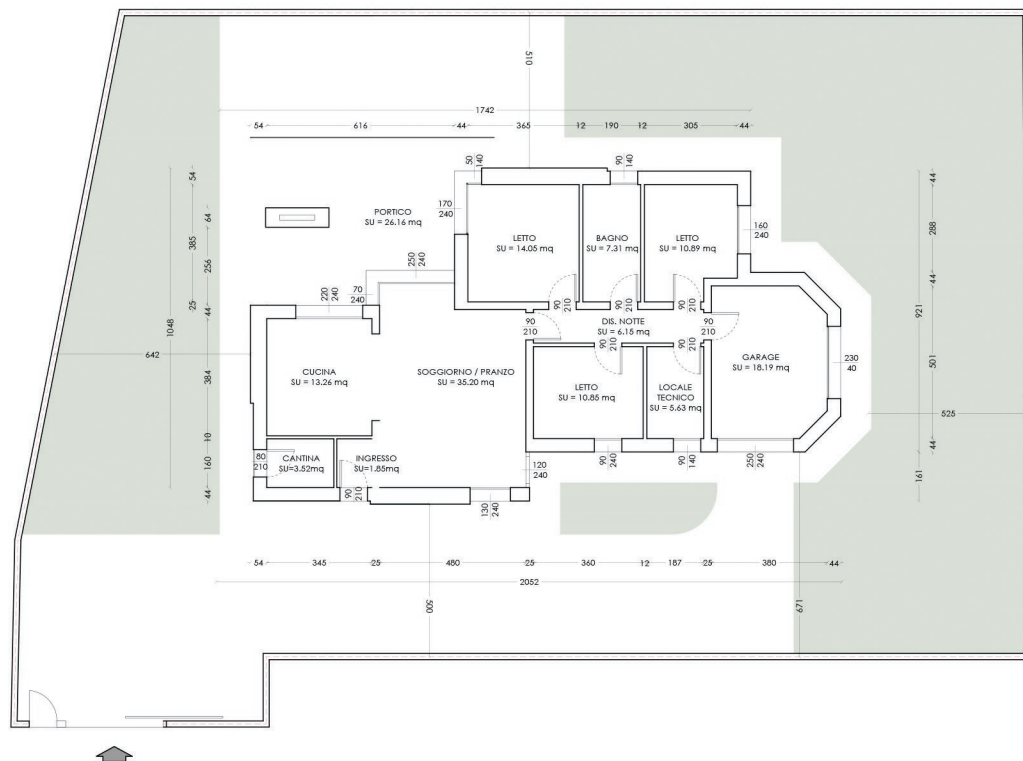 510
1742
54 616 44 365 12 190 12 305 44
50
140
90
140
54
385
25
1048
64
256
44
384
10
160
44
44
288
44
921
501
44
161
PORTICO
SU = 26.16 mq
170
240
LETTO
SU = 14.05 mq
BAGNO
SU = 7.31 mq
LETTO
SU = 10.89 mq
160
240
250
240
70
240
220
240
90
210
90
210
90
210
90
210
DIS. NOTTE
SU = 6.15 mq
90
210
90
210
90
210
642
CUCINA
SU = 13.26 mq
SOGGIORNO / PRANZO
SU = 35.20 mq
GARAGE
SU = 18.19 mq
230
40
LETTO
SU = 10.85 mq
LOCALE
TECNICO
SU = 5.63 mq
525
80
210
CANTINA
SU=3.52mq
INGRESSO
SU=1.85mq
90
210
120
240
130
240
90
240
90
140
250
240
54 345 25 480 25 360 12 187 25 380 44
2052
500
671